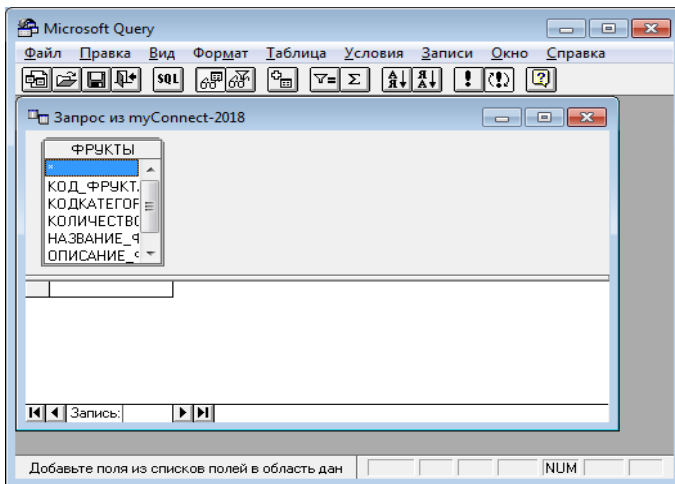 Microsoft Query
Файл Правка Вид Формат Таблица Условия Записи Окно Справка
SQL
Запрос из myConnect-2018
ФРУКТЫ
*
КОД_ФРУКТ
КОДКАТЕГОР
КОЛИЧЕСТВО
НАЗВАНИЕ_Ф
ОПИСАНИЕ_
Запись:
Добавьте поля из списков полей в область дан
NUM